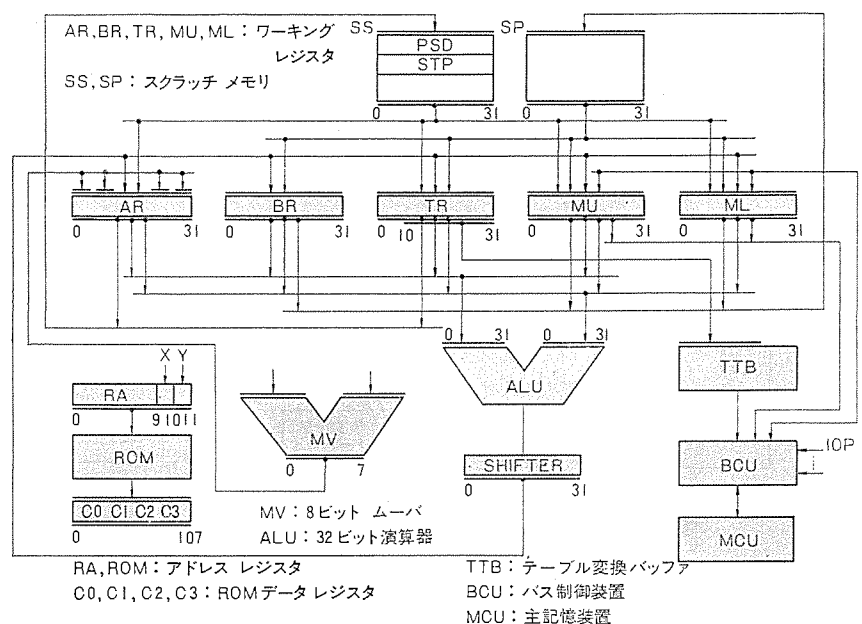 AR,BR,TR,MU,ML：ワーキング
レジスタ
SS,SP：スクラッチ メモリ
SS
PSD
STP
0 31
SP
0 31
AR
0 31
BR
0 31
TR
0 10 31
MU
0 31
ML
0 31
X Y
RA
0 9 10 11
ROM
C0 C1 C2 C3
0 107
MV
0 7
0 31 0 31
ALU
SHIFTER
0 31
TTB
BCU
IOP
MCU
MV：8ビット ムーバ
ALU：32ビット演算器
RA,ROM：アドレス レジスタ
C0,C1,C2,C3：ROMデータ レジスタ
TTB：テーブル変換バッファ
BCU：バス制御装置
MCU：主記憶装置